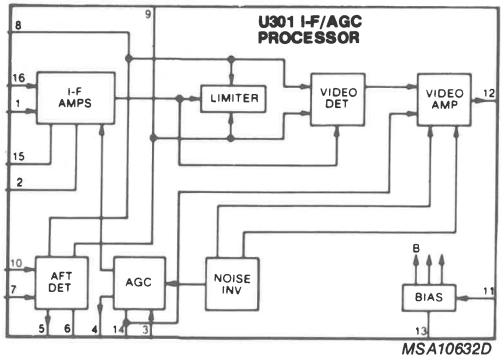 8
9
U301 I-F/AGC
PROCESSOR
16
1
I-F
AMPS
LIMITER
VIDEO
DET
VIDEO
AMP
12
15
2
10
7
AFT
DET
AGC
NOISE
INV
B
BIAS
11
5
6
4
14
3
13
MSA10632D